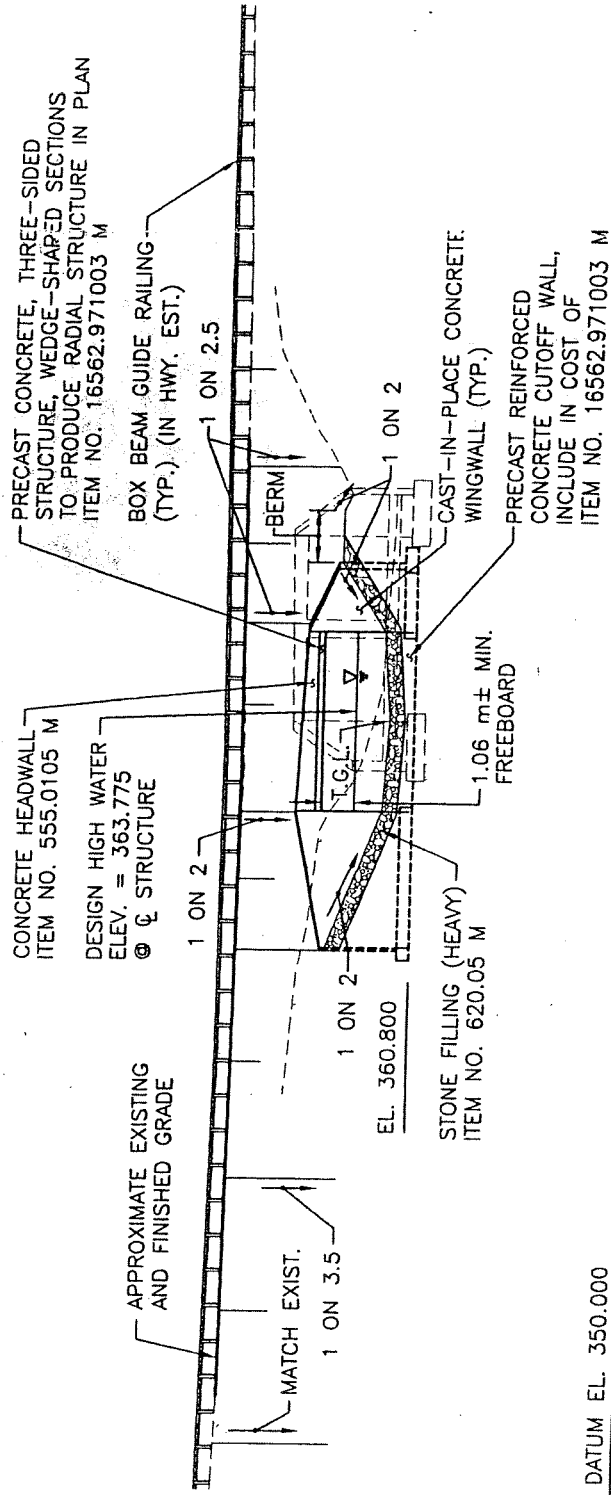 CONCRETE HEADWALL
ITEM NO. 555.0105 M
DESIGN HIGH WATER
ELEV. = 363.775
@ ℄ STRUCTURE
1 ON 2
APPROXIMATE EXISTING
AND FINISHED GRADE
MATCH EXIST.
1 ON 3.5
PRECAST CONCRETE, THREE-SIDED
STRUCTURE, WEDGE-SHAPED SECTIONS
TO PRODUCE RADIAL STRUCTURE IN PLAN
ITEM NO. 16562.971003 M
BOX BEAM GUIDE RAILING
(TYP.) (IN HWY. EST.)
1 ON 2.5
BERM
1 ON 2
T.G.L.
1 ON 2
EL. 360.800
STONE FILLING (HEAVY)
ITEM NO. 620.05 M
1.06 m± MIN.
FREEBOARD
CAST-IN-PLACE CONCRETE
WINGWALL (TYP.)
PRECAST REINFORCED
CONCRETE CUTOFF WALL,
INCLUDE IN COST OF
ITEM NO. 16562.971003 M
DATUM EL. 350.000